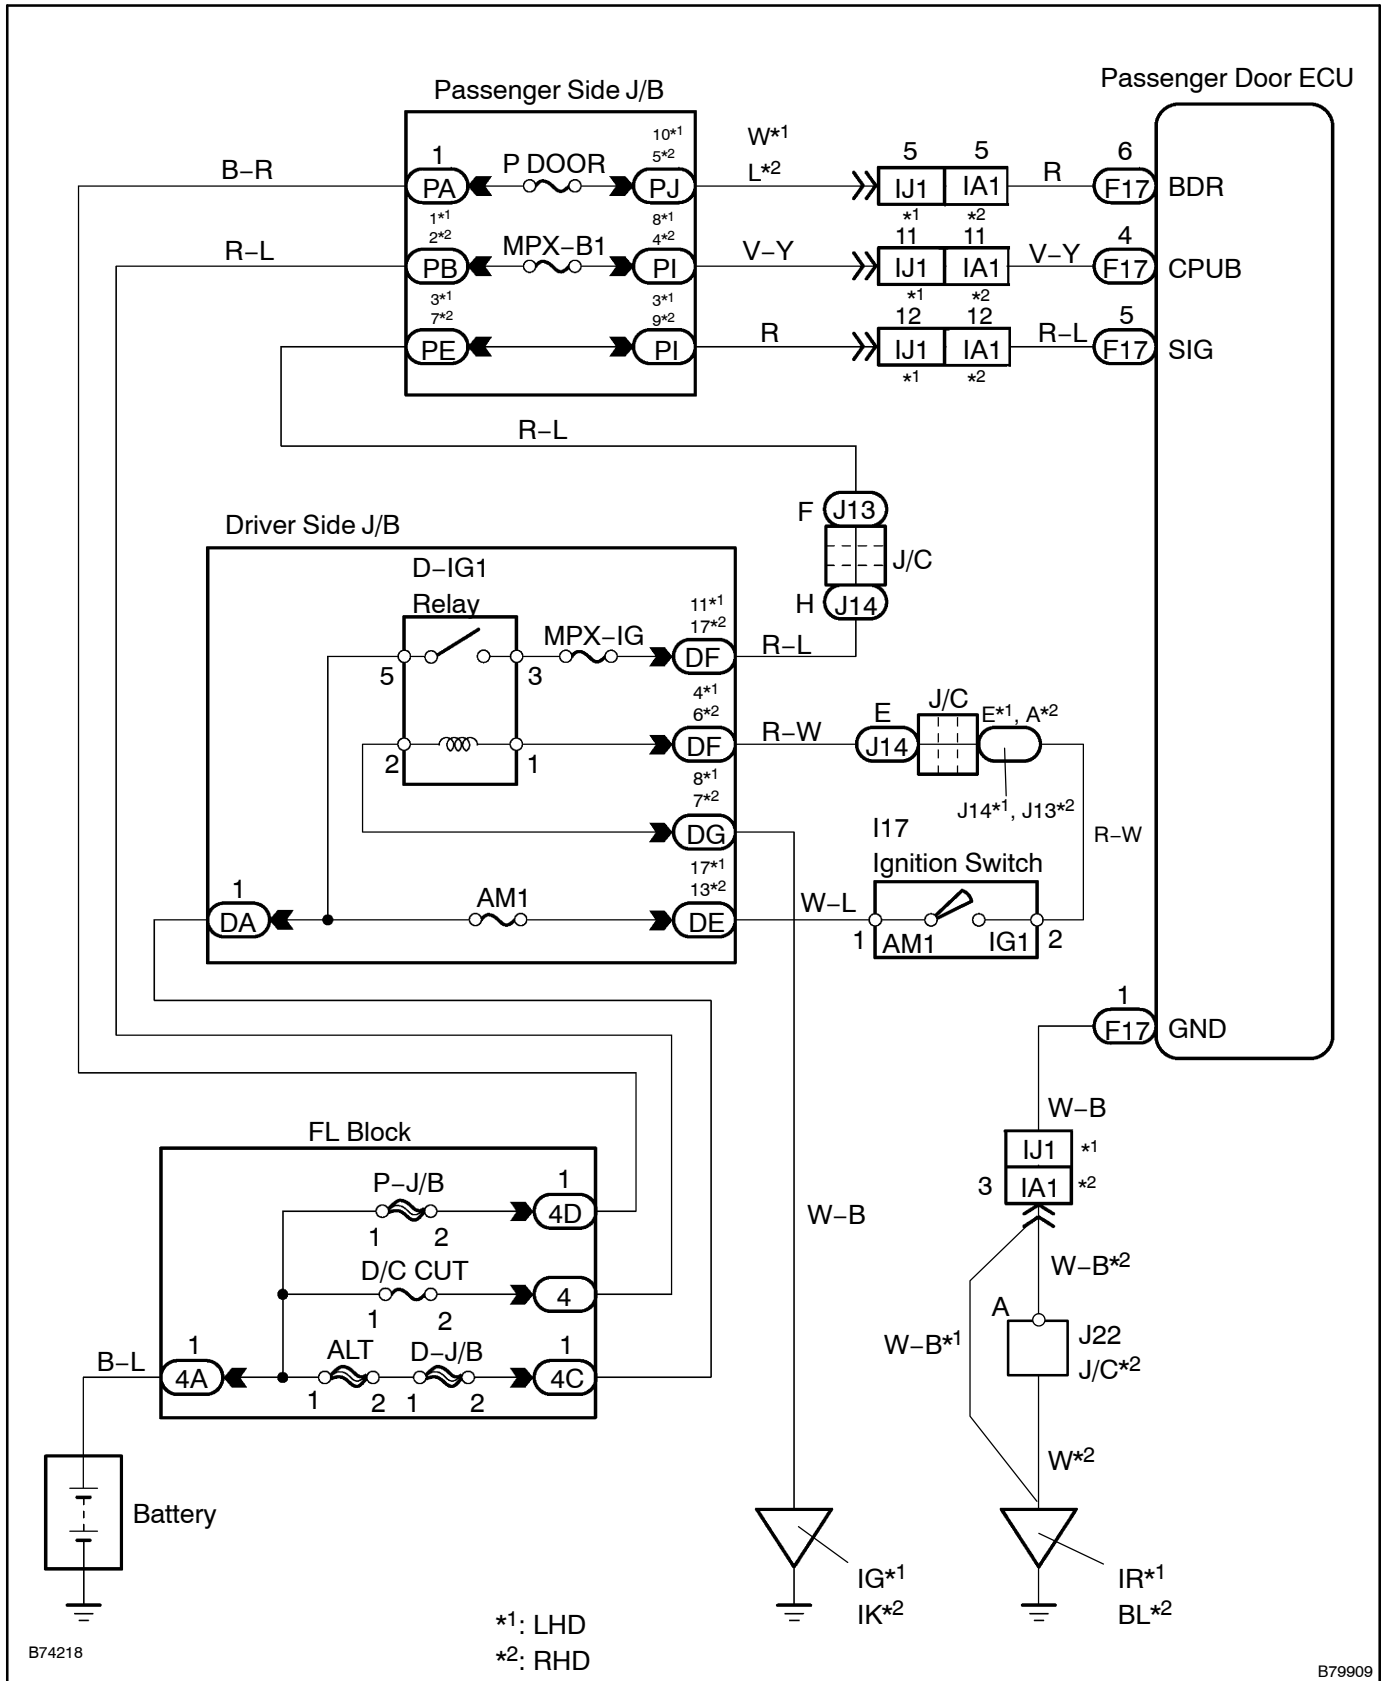 Passenger Side J/B
Passenger Door ECU
B–R
1
PA
P DOOR
10*1
5*2
PJ
W*1
L*2
5
5
IJ1
IA1
*1
*2
R
6
F17
BDR
R–L
1*1
2*2
PB
MPX–B1
8*1
4*2
PI
V–Y
11
11
IJ1
IA1
*1
*2
V–Y
4
F17
CPUB
3*1
7*2
PE
3*1
9*2
PI
R
12
12
IJ1
IA1
*1
*2
R–L
5
F17
SIG
R–L
F
J13
J/C
H
J14
Driver Side J/B
D–IG1
Relay
5
3
MPX–IG
11*1
17*2
DF
R–L
2
1
4*1
6*2
DF
R–W
E
J14
J/C
E*1, A*2
J14*1, J13*2
R–W
8*1
7*2
DG
I17
Ignition Switch
1
DA
AM1
17*1
13*2
DE
W–L
1
AM1
IG1
2
1
F17
GND
W–B
IJ1
*1
3
IA1
*2
FL Block
P–J/B
1
2
1
4D
D/C CUT
1
2
4
B–L
1
4A
ALT
1
2
D–J/B
1
2
1
4C
W–B
W–B*2
W–B*1
A
J22
J/C*2
W*2
Battery
IG*1
IK*2
IR*1
BL*2
*1: LHD
*2: RHD
B74218
B79909